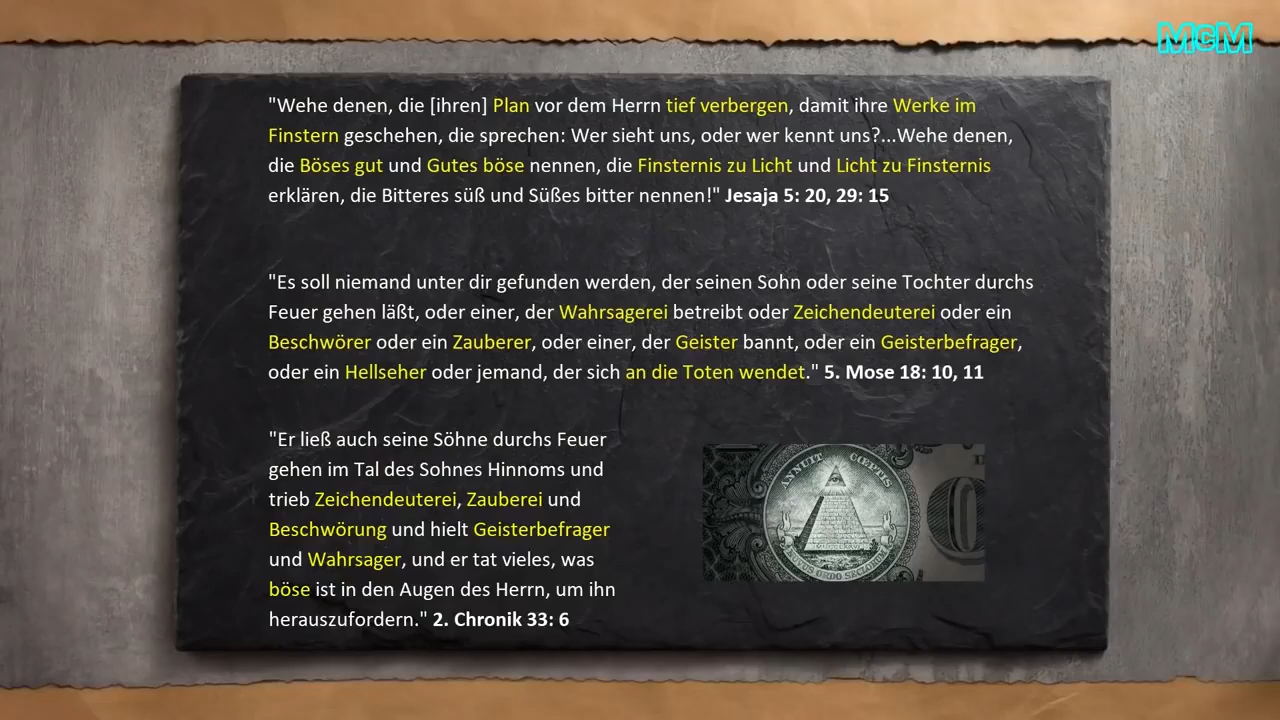 McM
"Wehe denen, die [ihren] Plan vor dem Herrn tief verbergen, damit ihre Werke im
Finstern geschehen, die sprechen: Wer sieht uns, oder wer kennt uns?...Wehe denen,
die Böses gut und Gutes böse nennen, die Finsternis zu Licht und Licht zu Finsternis
erklären, die Bitteres süß und Süßes bitter nennen!" Jesaja 5: 20, 29: 15
"Es soll niemand unter dir gefunden werden, der seinen Sohn oder seine Tochter durchs
Feuer gehen läßt, oder einer, der Wahrsagerei betreibt oder Zeichendeuterei oder ein
Beschwörer oder ein Zauberer, oder einer, der Geister bannt, oder ein Geisterbefrager,
oder ein Hellseher oder jemand, der sich an die Toten wendet." 5. Mose 18: 10, 11
"Er ließ auch seine Söhne durchs Feuer
gehen im Tal des Sohnes Hinnoms und
trieb Zeichendeuterei, Zauberei und
Beschwörung und hielt Geisterbefrager
und Wahrsager, und er tat vieles, was
böse ist in den Augen des Herrn, um ihn
herauszufordern." 2. Chronik 33: 6
ANNUIT CŒPTIS
NOVUS ORDO SECLORUM